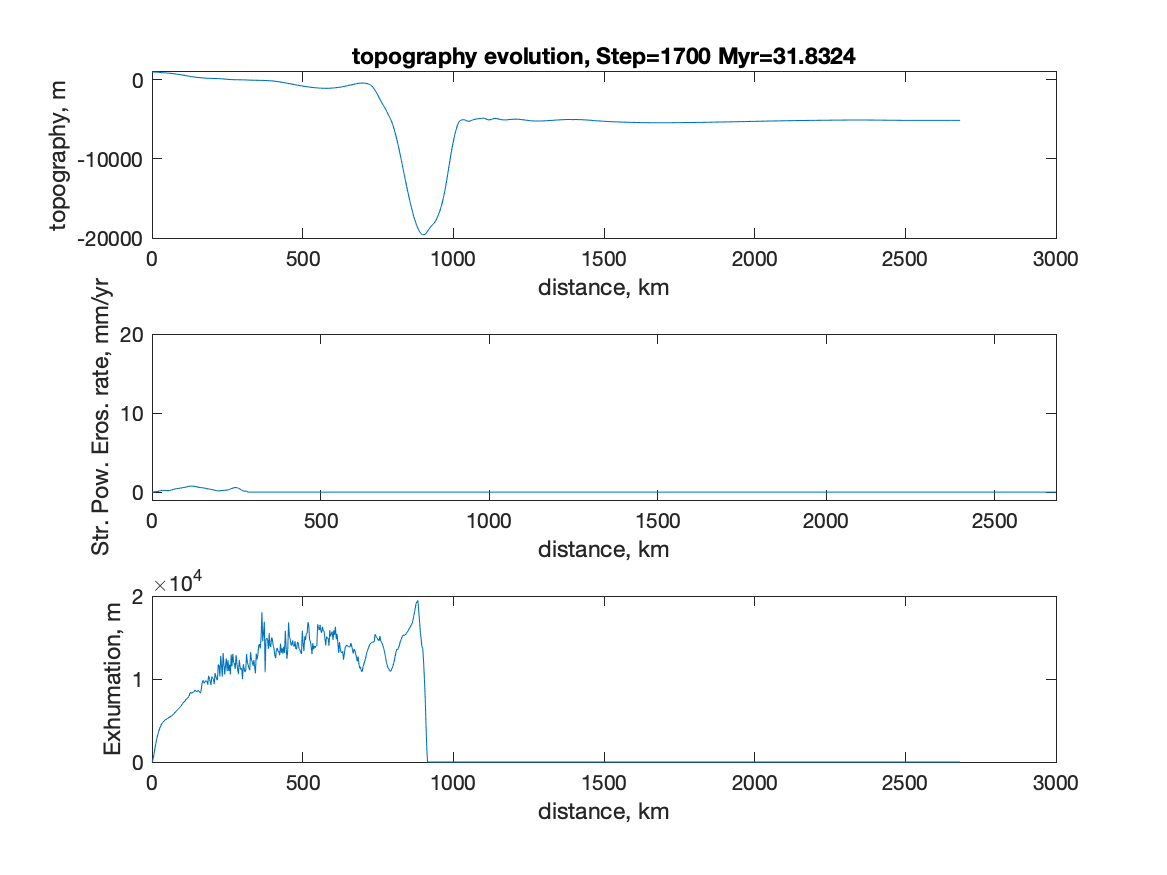 topography evolution, Step=1700 Myr=31.8324
topography, m
0
-10000
-20000
0 500 1000 1500 2000 2500 3000
distance, km
Str. Pow. Eros. rate, mm/yr
20
10
0
0 500 1000 1500 2000 2500
distance, km
×10^4
Exhumation, m
2
1
0
0 500 1000 1500 2000 2500 3000
distance, km